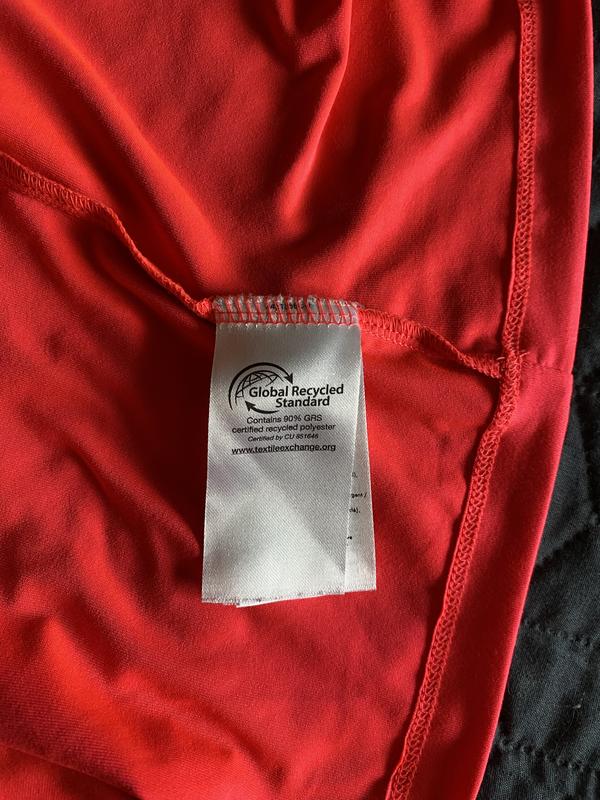 Global Recycled
Standard
Contains 90% GRS
certified recycled polyester
Certified by CU 851646
www.textileexchange.org